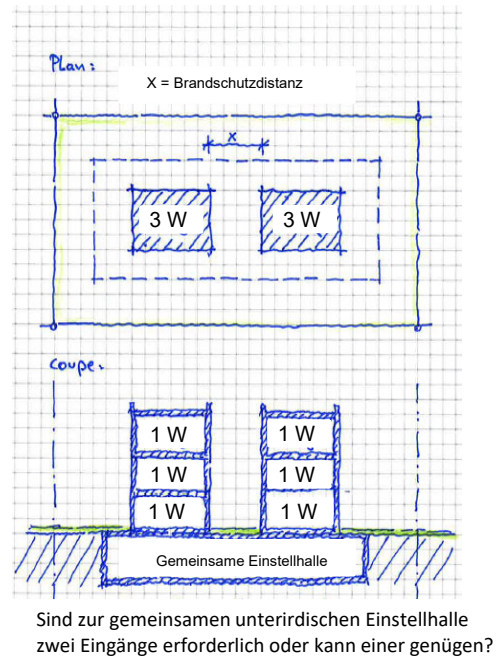 Plan:
X = Brandschutzdistanz
x
3 W 3 W
Coupe.
1 W 1 W
1 W 1 W
1 W 1 W
Gemeinsame Einstellhalle
Sind zur gemeinsamen unterirdischen Einstellhalle
zwei Eingänge erforderlich oder kann einer genügen?